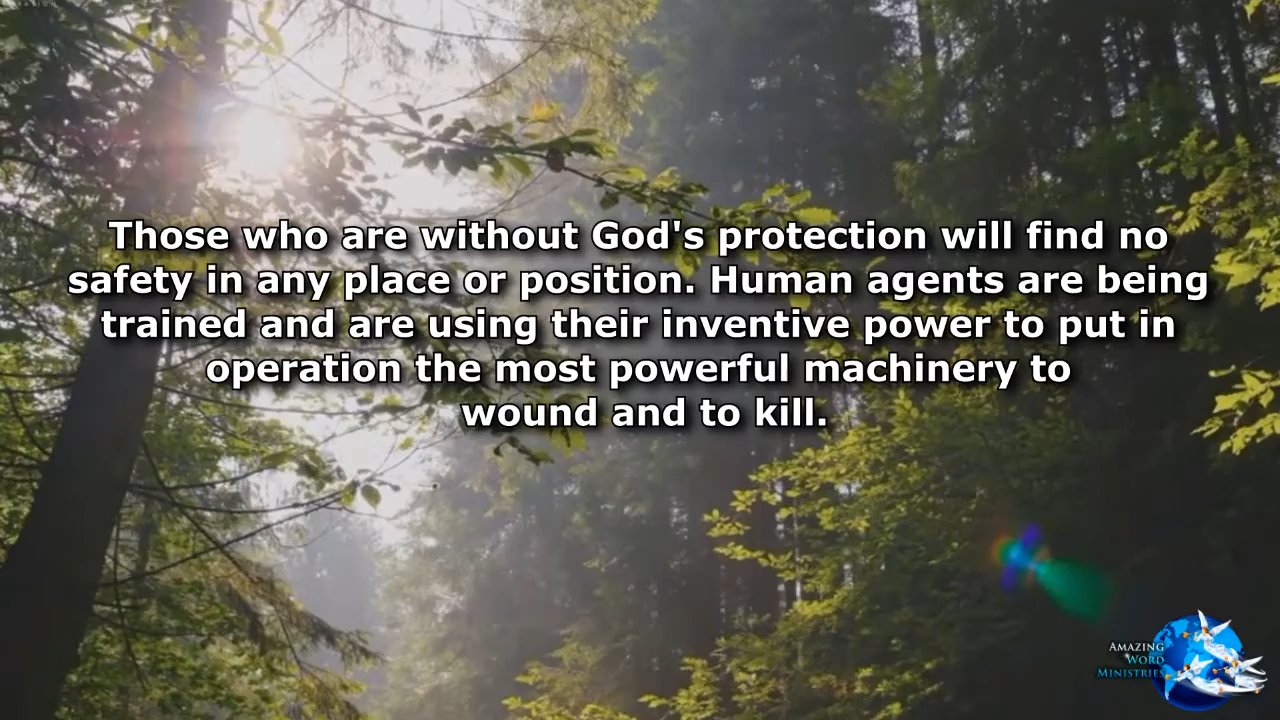 Those who are without God's protection will find no
safety in any place or position. Human agents are being
trained and are using their inventive power to put in
operation the most powerful machinery to
wound and to kill.
Amazing
Word
Ministries